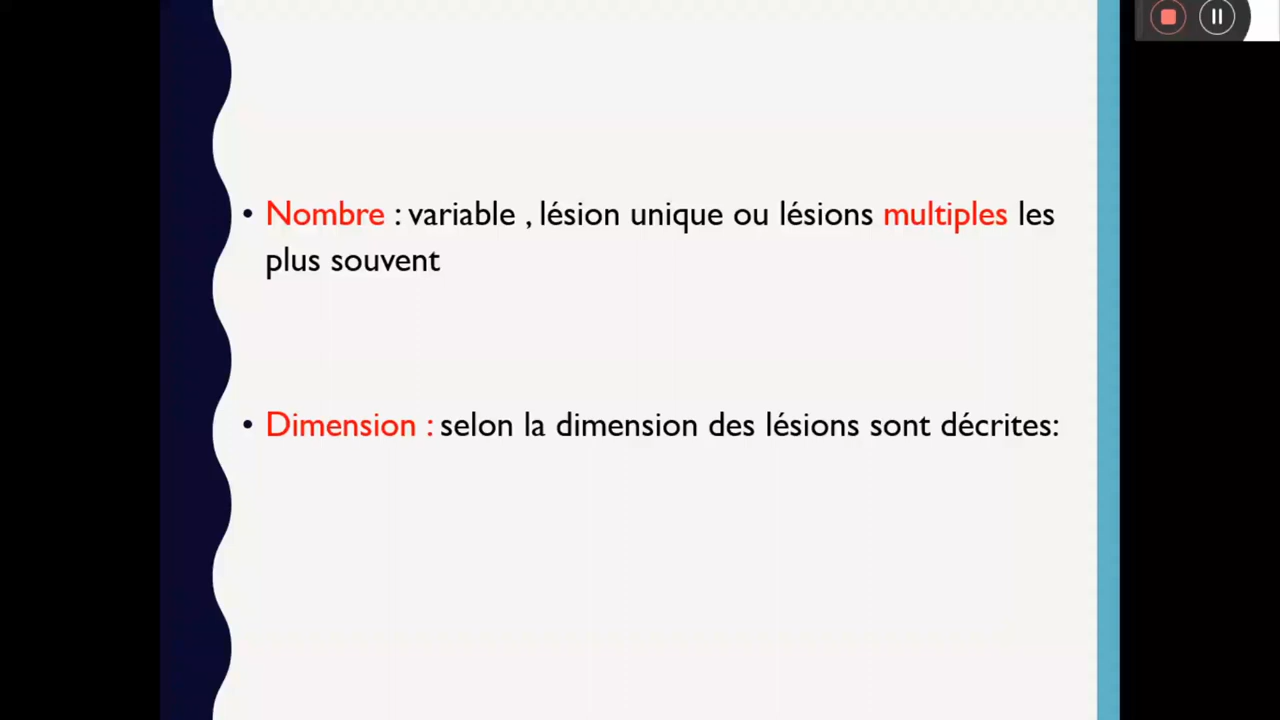 • Nombre : variable , lésion unique ou lésions multiples les
plus souvent
• Dimension : selon la dimension des lésions sont décrites: